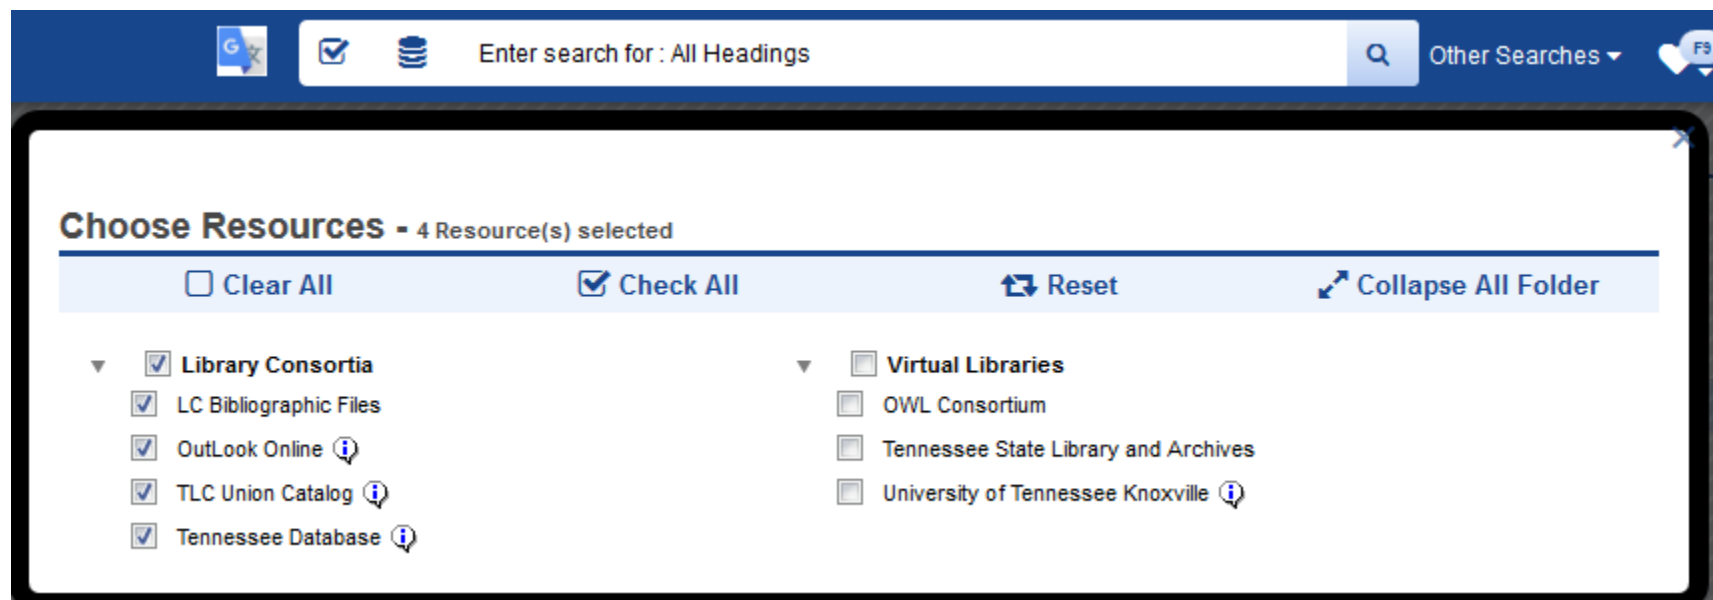 G 文 Enter search for : All Headings Other Searches F9
Choose Resources - 4 Resource(s) selected
Clear All Check All Reset Collapse All Folder
Library Consortia
LC Bibliographic Files
OutLook Online
TLC Union Catalog
Tennessee Database
Virtual Libraries
OWL Consortium
Tennessee State Library and Archives
University of Tennessee Knoxville